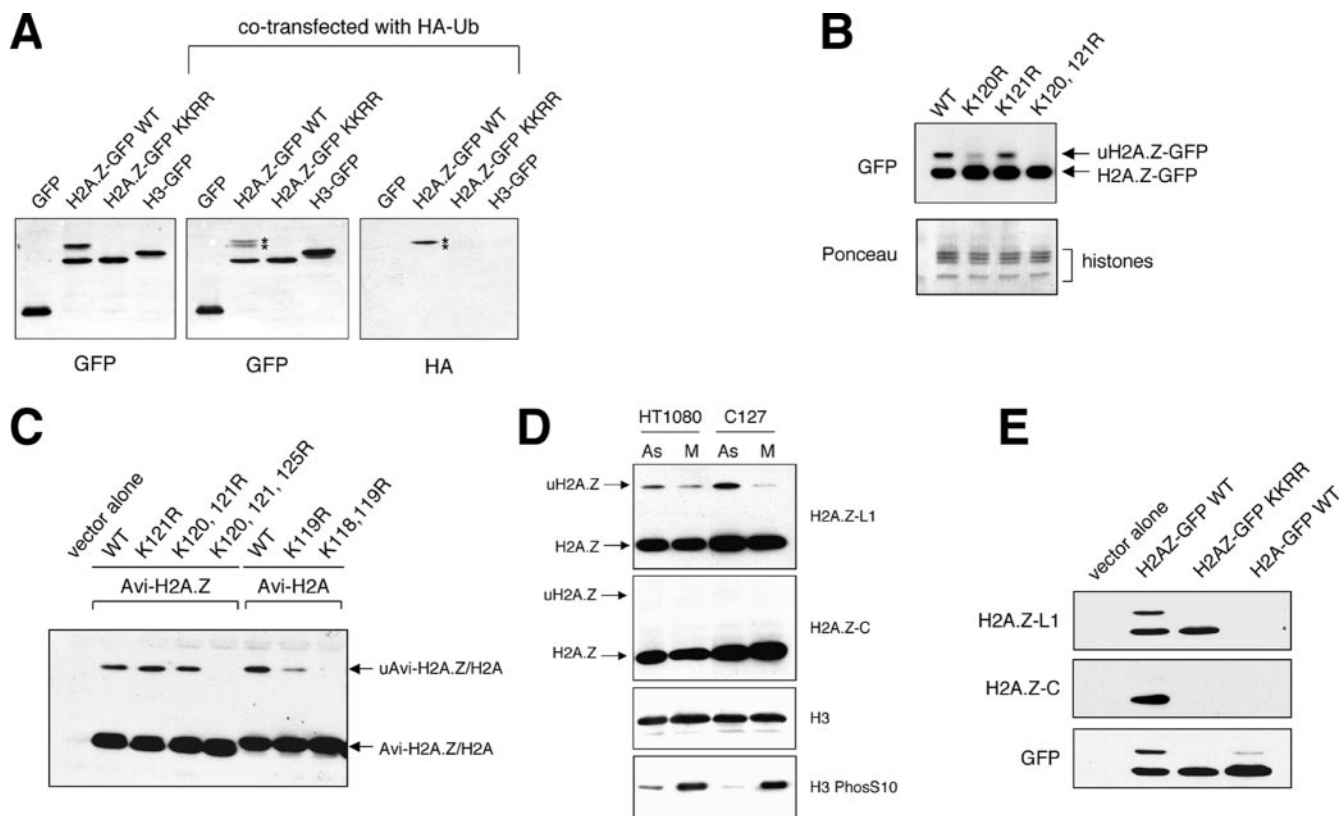 A
co-transfected with HA-Ub
GFP
H2A.Z-GFP WT
H2A.Z-GFP KKRR
H3-GFP
GFP
H2A.Z-GFP WT
H2A.Z-GFP KKRR
H3-GFP
GFP
H2A.Z-GFP WT
H2A.Z-GFP KKRR
H3-GFP
*
*
*
*
GFP
GFP
HA
B
WT
K120R
K121R
K120, 121R
GFP
uH2A.Z-GFP
H2A.Z-GFP
Ponceau
histones
C
vector alone
WT
K121R
K120, 121R
K120, 121, 125R
WT
K119R
K118,119R
Avi-H2A.Z
Avi-H2A
uAvi-H2A.Z/H2A
Avi-H2A.Z/H2A
D
HT1080 C127
As M As M
uH2A.Z
H2A.Z-L1
H2A.Z
uH2A.Z
H2A.Z-C
H2A.Z
H3
H3 PhosS10
E
vector alone
H2AZ-GFP WT
H2AZ-GFP KKRR
H2A-GFP WT
H2A.Z-L1
H2A.Z-C
GFP